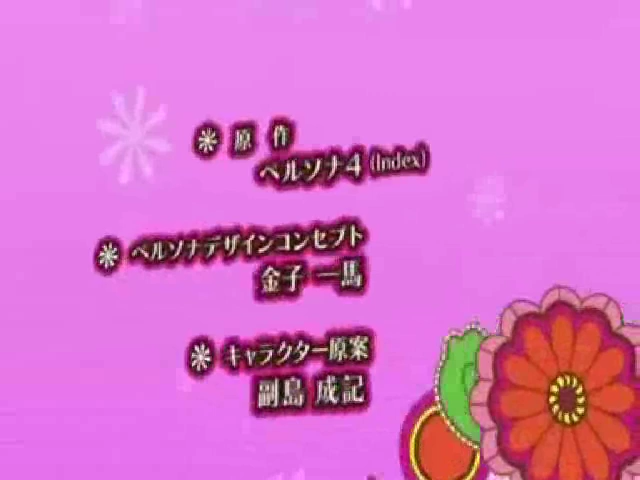 原作
ペルソナ4 (Index)
ペルソナデザインコンセプト
金子 一馬
キャラクター原案
副島 成記